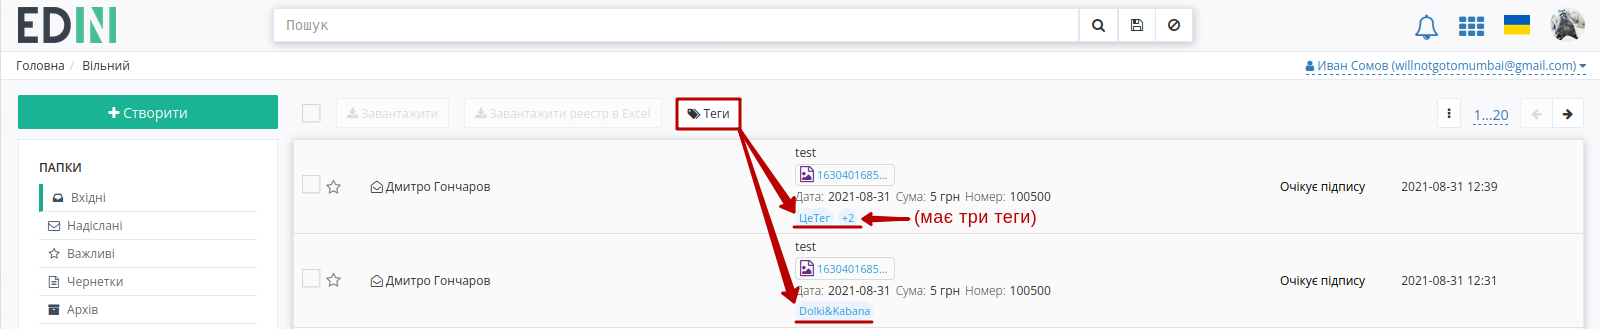 EDIN
Пошук
Головна / Вільний
Иван Сомов (willnotgotomumbai@gmail.com)
Створити
Завантажити
Завантажити реєстр в Excel
Теги
1...20
ПАПКИ
Вхідні
Надіслані
Важливі
Чернетки
Архів
test
1630401685...
Дмитро Гончаров
Дата: 2021-08-31 Сума: 5 грн Номер: 100500
Очікує підпису
2021-08-31 12:39
ЦеТег +2
(має три теги)
test
1630401685...
Дмитро Гончаров
Дата: 2021-08-31 Сума: 5 грн Номер: 100500
Очікує підпису
2021-08-31 12:31
Dolki&Kabana